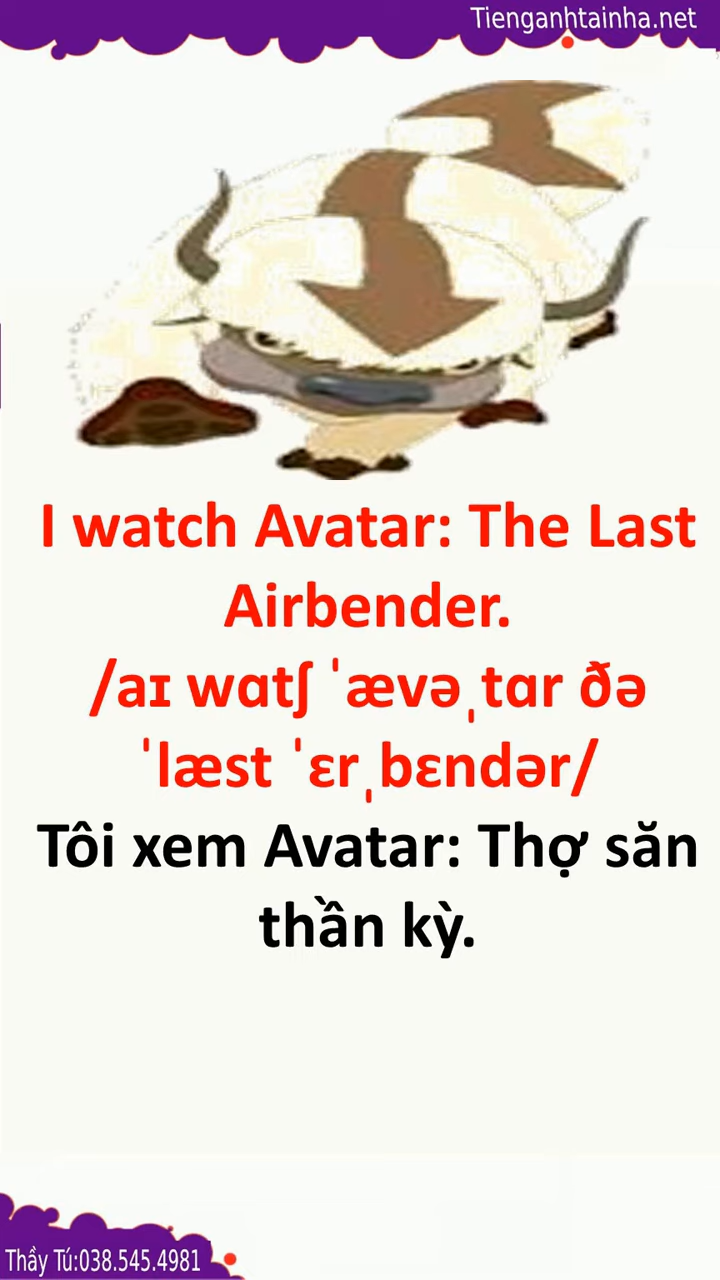 Tienganhtainha.net
I watch Avatar: The Last
Airbender.
/aɪ wɑtʃ ˈævəˌtɑr ðə
ˈlæst ˈɛrˌbɛndər/
Tôi xem Avatar: Thợ săn
thần kỳ.
Thầy Tú:038.545.4981